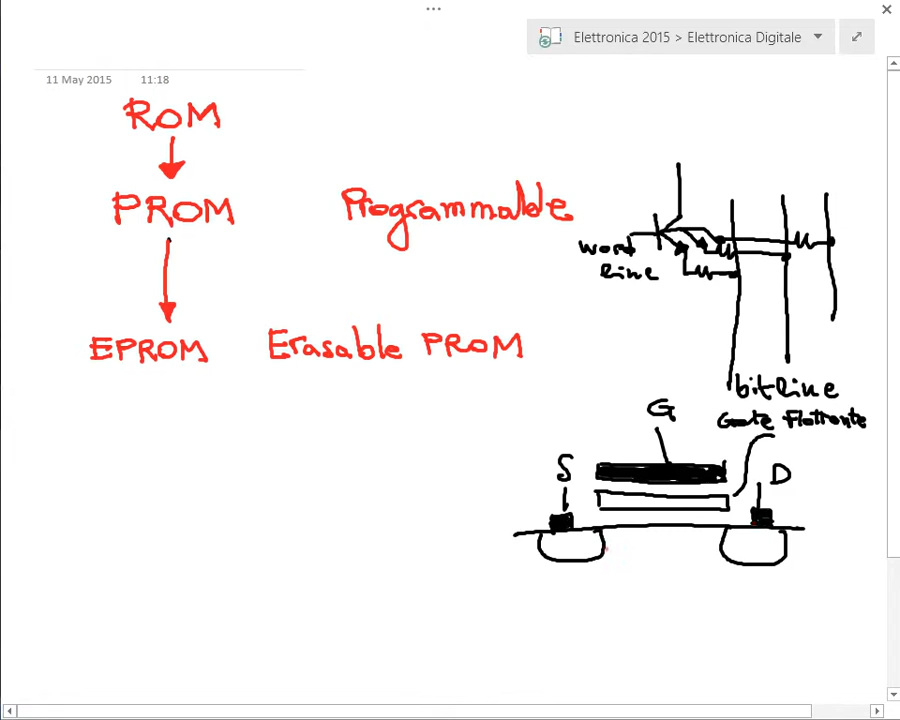 Elettronica 2015 > Elettronica Digitale
11 May 2015 11:18
ROM
PROM Programmable
word
line
EPROM Erasable PROM
bitline
G
Gate Flottante
S
D